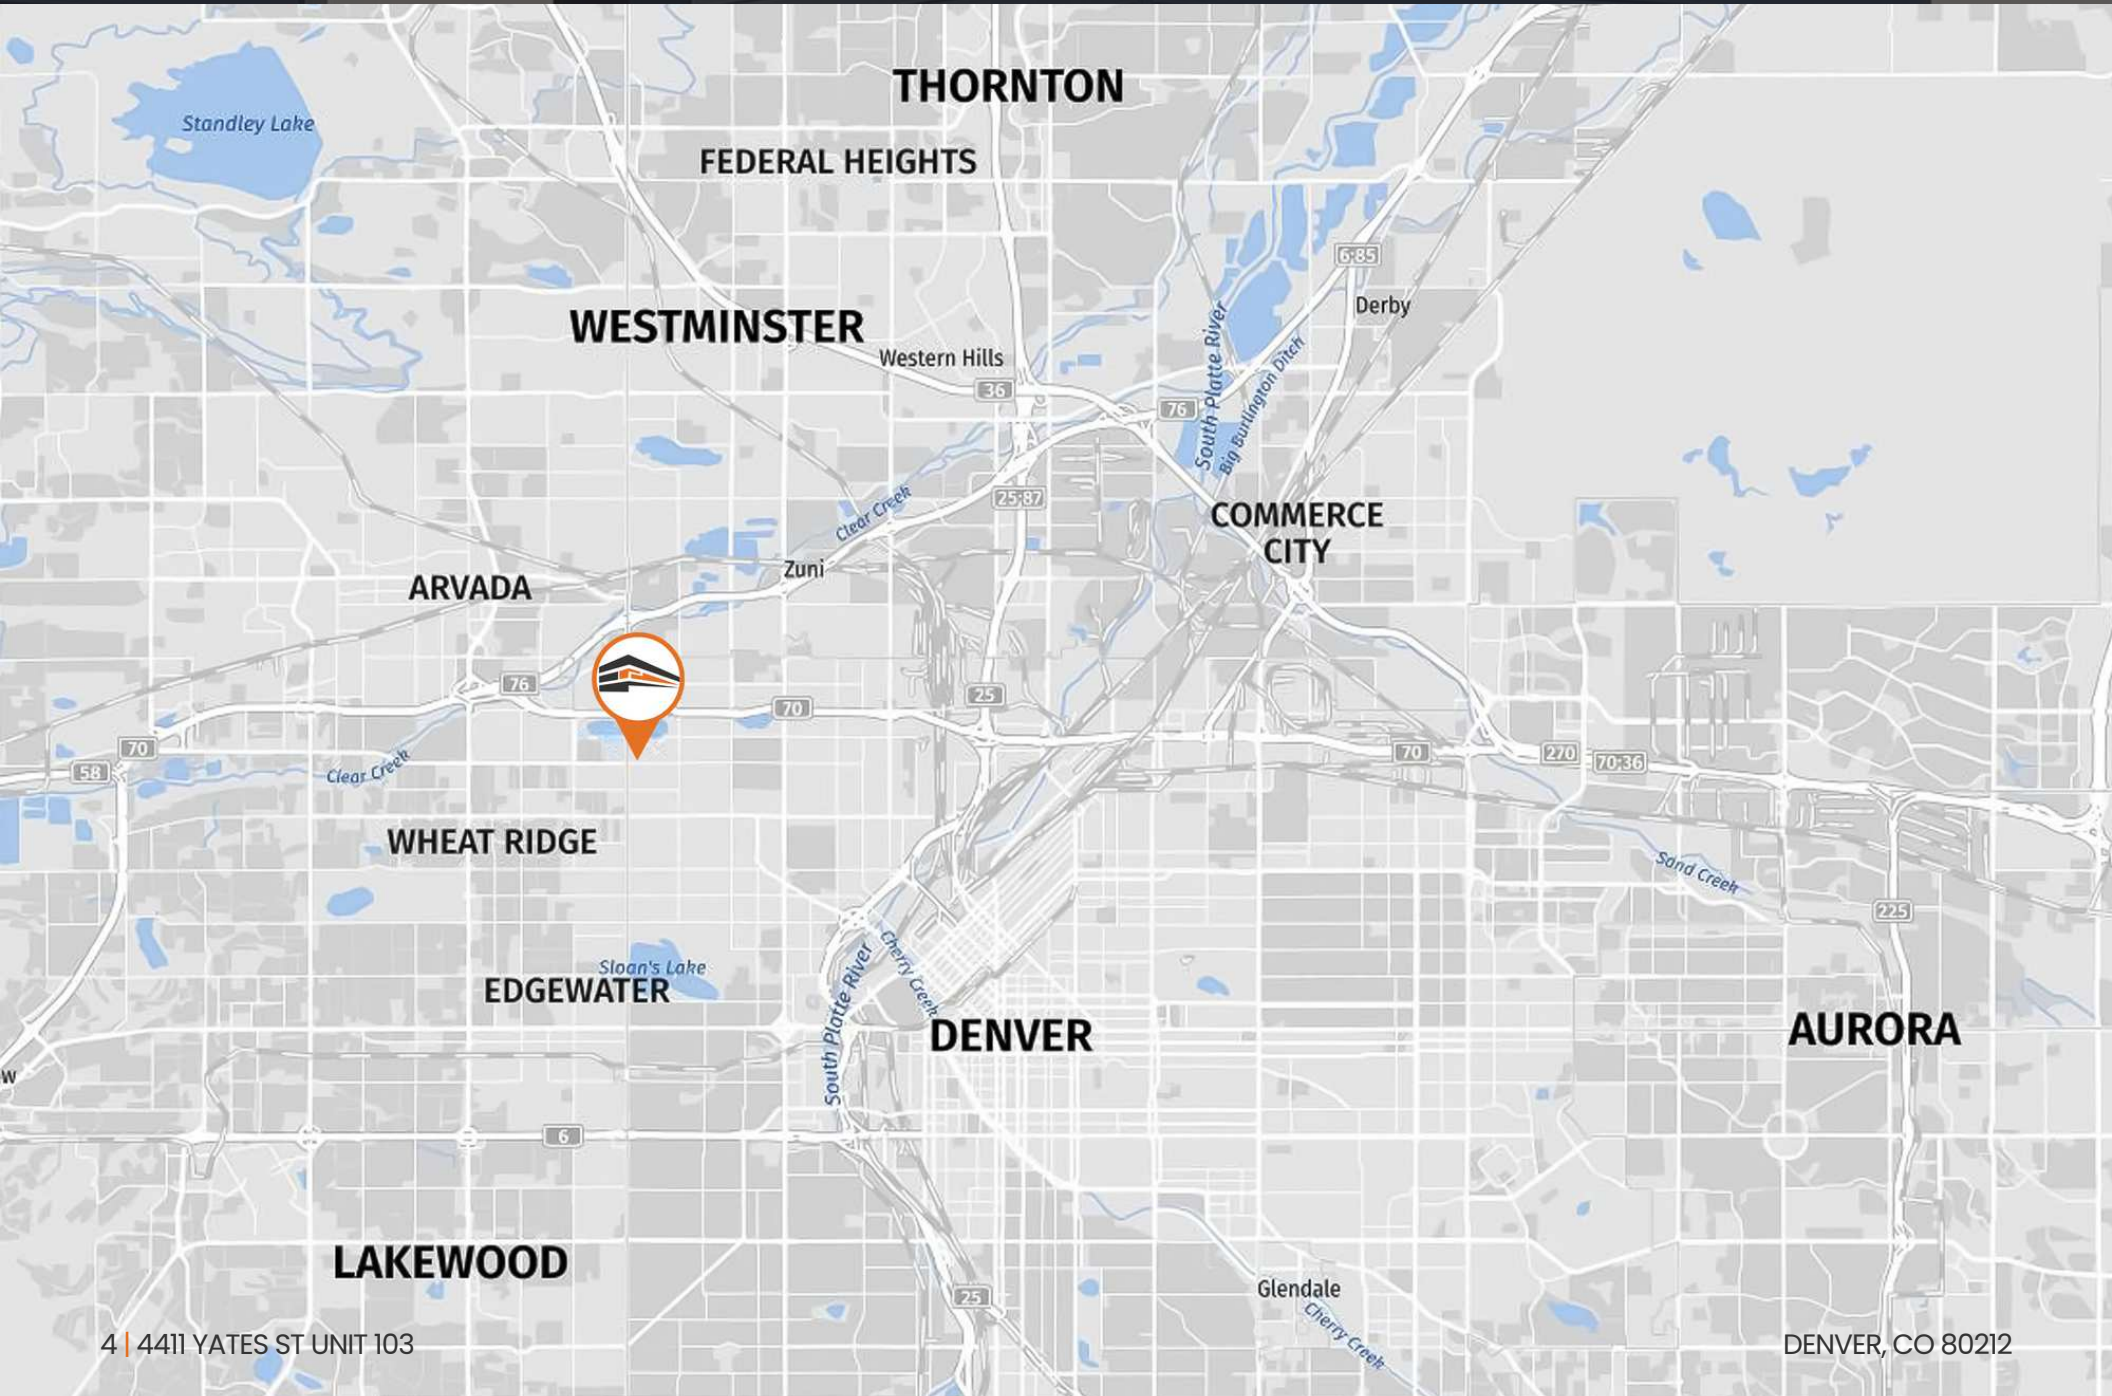 THORNTON
Standley Lake
FEDERAL HEIGHTS
6·85
Derby
WESTMINSTER
Western Hills
36
76
South Platte River
Big Burlington Ditch
25·87
Clear Creek
COMMERCE
CITY
Zuni
ARVADA
76
25
70
70
58
Clear Creek
70
270
70·36
WHEAT RIDGE
Sand Creek
225
Cherry Creek
Sloan's Lake
EDGEWATER
South Platte River
DENVER
AURORA
w
6
LAKEWOOD
25
Glendale
Cherry Creek
4 | 4411 YATES ST UNIT 103
DENVER, CO 80212